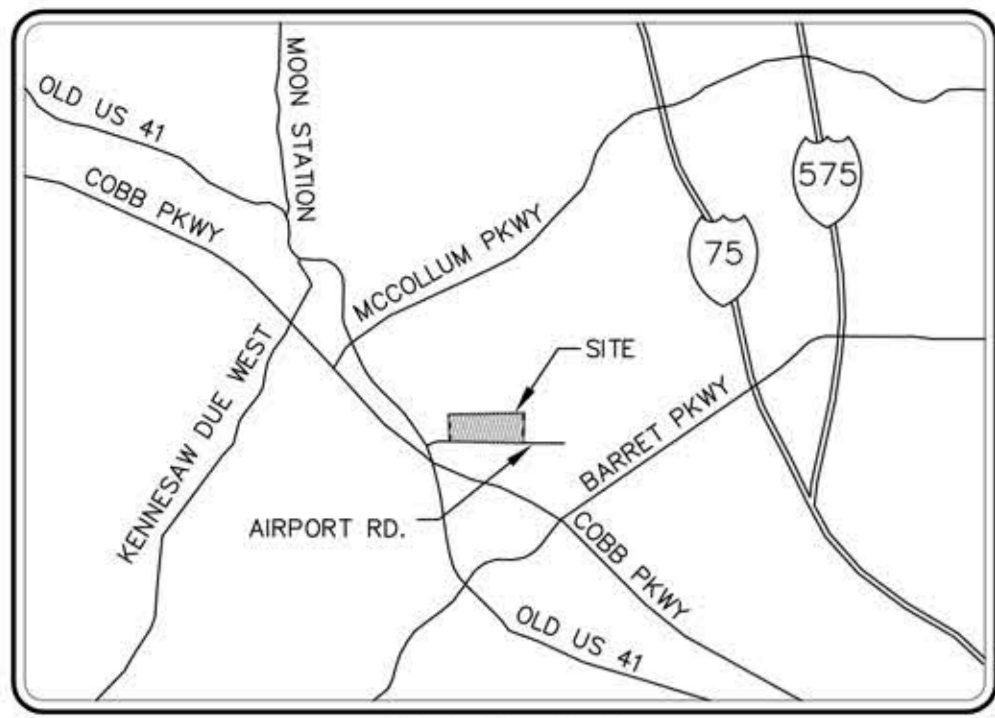 OLD US 41
MOON STATION
COBB PKWY
575
MCCOLLUM PKWY
75
SITE
KENNESAW DUE WEST
BARRET PKWY
AIRPORT RD.
COBB PKWY
OLD US 41